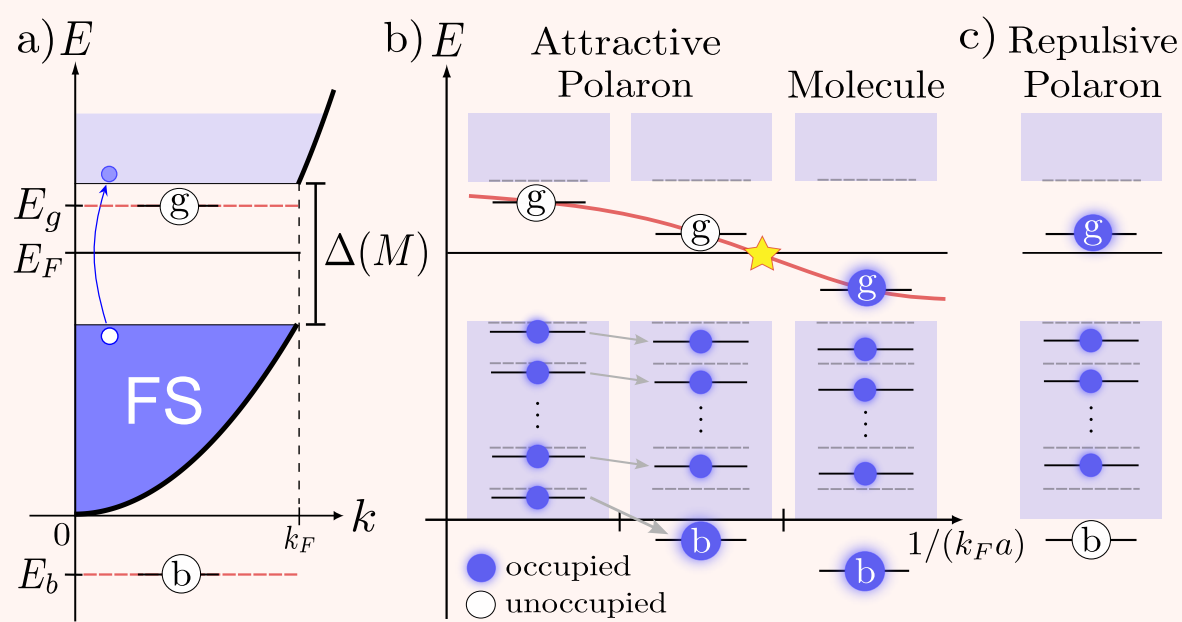 a) E
E_g
g
E_F
Δ(M)
FS
0
k_F
k
E_b
b
b) E
Attractive
Polaron
Molecule
g
g
g
b
b
1/(k_F a)
occupied
unoccupied
c) Repulsive
Polaron
g
b